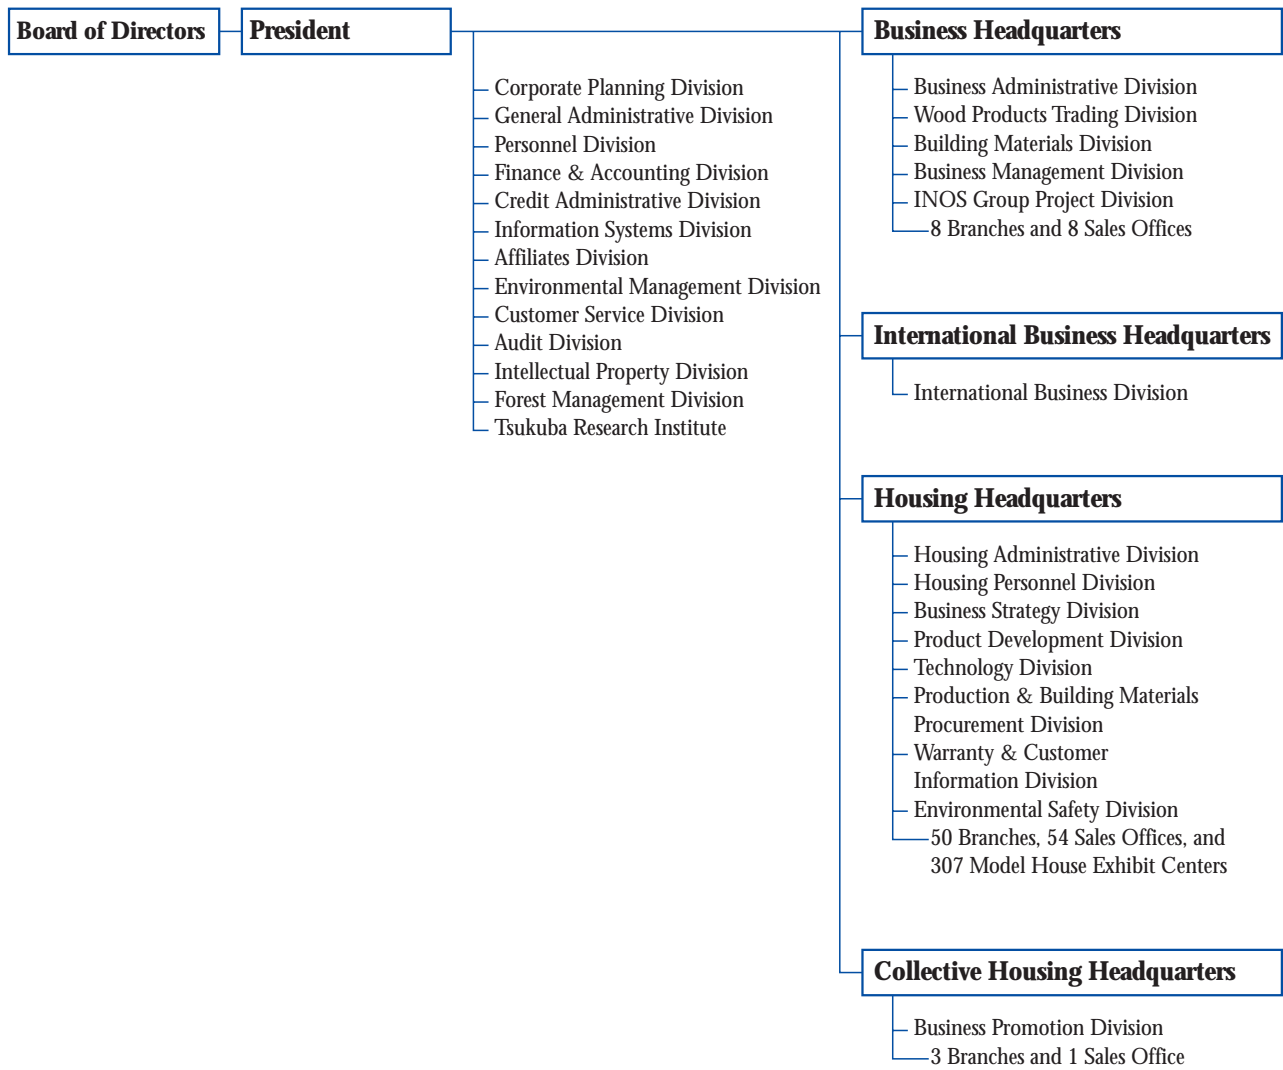 Board of Directors
President
Corporate Planning Division
General Administrative Division
Personnel Division
Finance & Accounting Division
Credit Administrative Division
Information Systems Division
Affiliates Division
Environmental Management Division
Customer Service Division
Audit Division
Intellectual Property Division
Forest Management Division
Tsukuba Research Institute
Business Headquarters
Business Administrative Division
Wood Products Trading Division
Building Materials Division
Business Management Division
INOS Group Project Division
8 Branches and 8 Sales Offices
International Business Headquarters
International Business Division
Housing Headquarters
Housing Administrative Division
Housing Personnel Division
Business Strategy Division
Product Development Division
Technology Division
Production & Building Materials
Procurement Division
Warranty & Customer
Information Division
Environmental Safety Division
50 Branches, 54 Sales Offices, and
307 Model House Exhibit Centers
Collective Housing Headquarters
Business Promotion Division
3 Branches and 1 Sales Office